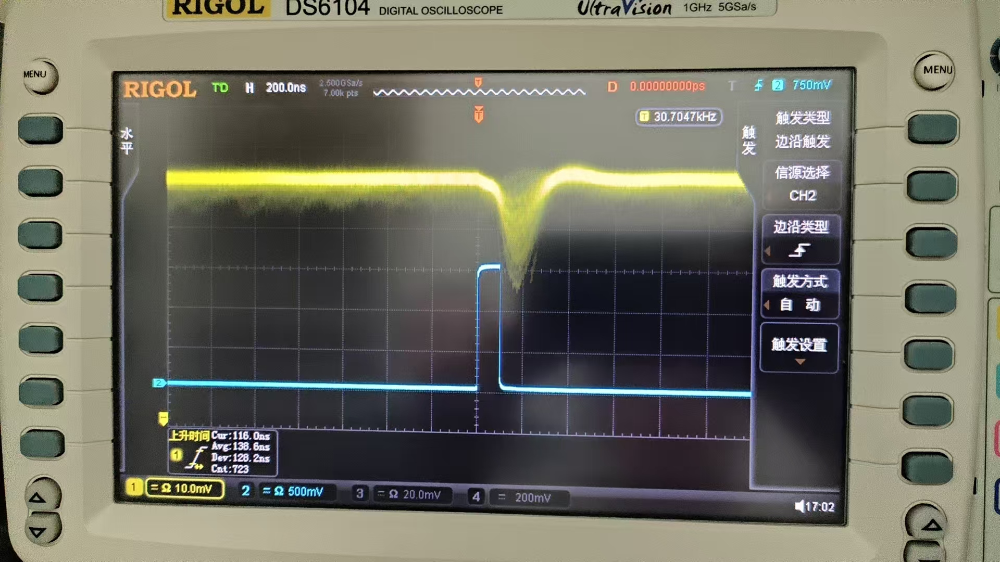 RIGOL DS6104 DIGITAL OSCILLOSCOPE UltraVision 1GHz 5GSa/s
MENU
MENU
RIGOL T'D H 200.0ns 2.500GSa/s 7.00k pts T D 0.00000000ps T 2 750mV
T
T 30.7047kHz
水平
触发
触发类型
边沿触发
信源选择
CH2
边沿类型
触发方式
自 动
触发设置
2
上升时间 Cur:116.0ns
1 Avg:138.6ns
Dev:128.2ns
Cnt:723
1 = Ω 10.0mV 2 = Ω 500mV 3 = Ω 20.0mV 4 = 200mV
17:02